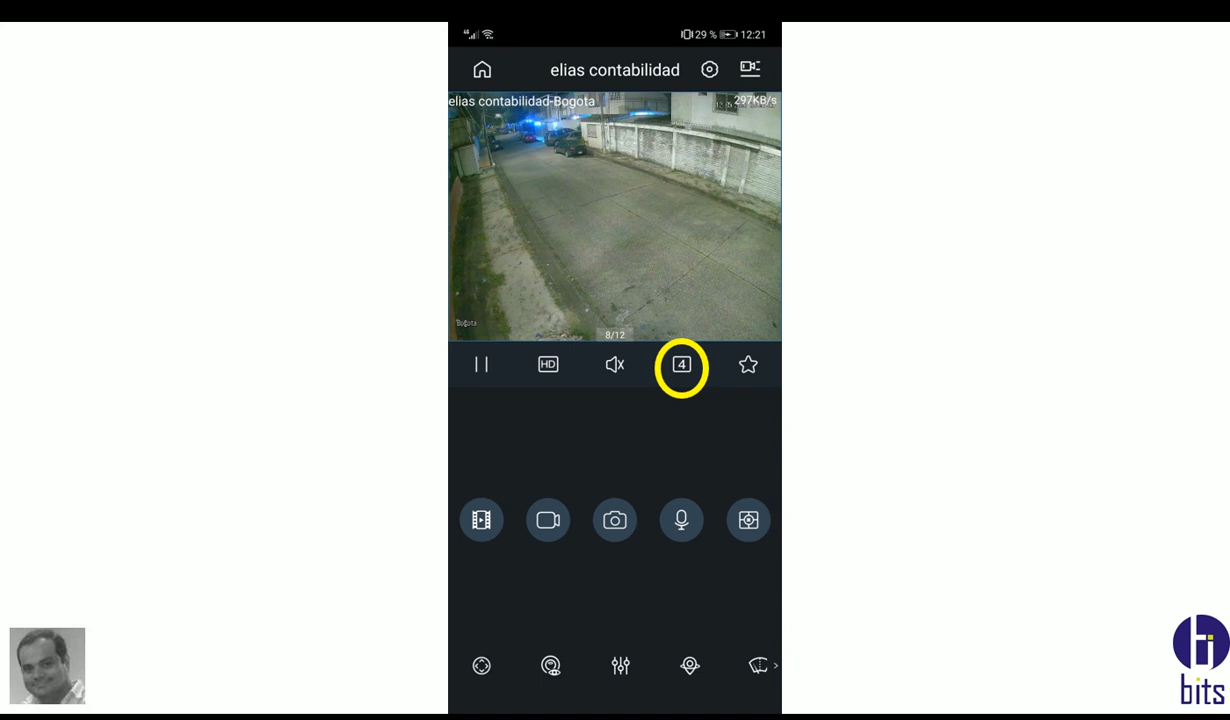 29 % 12:21
elias contabilidad
elias contabilidad-Bogota
297KB/s
Bogota
8/12
HD
4
bits